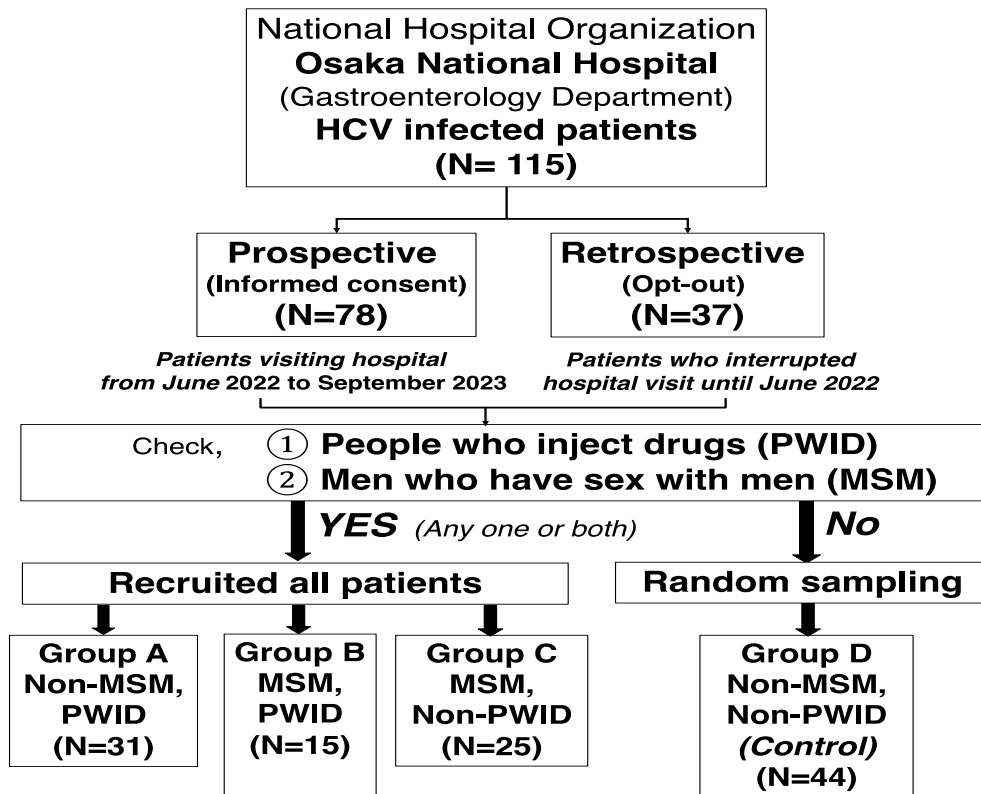 National Hospital Organization
Osaka National Hospital
(Gastroenterology Department)
HCV infected patients
(N= 115)
Prospective
(Informed consent)
(N=78)
Retrospective
(Opt-out)
(N=37)
Patients visiting hospital
from June 2022 to September 2023
Patients who interrupted
hospital visit until June 2022
Check, ① People who inject drugs (PWID)
② Men who have sex with men (MSM)
YES (Any one or both)
No
Recruited all patients
Random sampling
Group A
Non-MSM,
PWID
(N=31)
Group B
MSM,
PWID
(N=15)
Group C
MSM,
Non-PWID
(N=25)
Group D
Non-MSM,
Non-PWID
(Control)
(N=44)